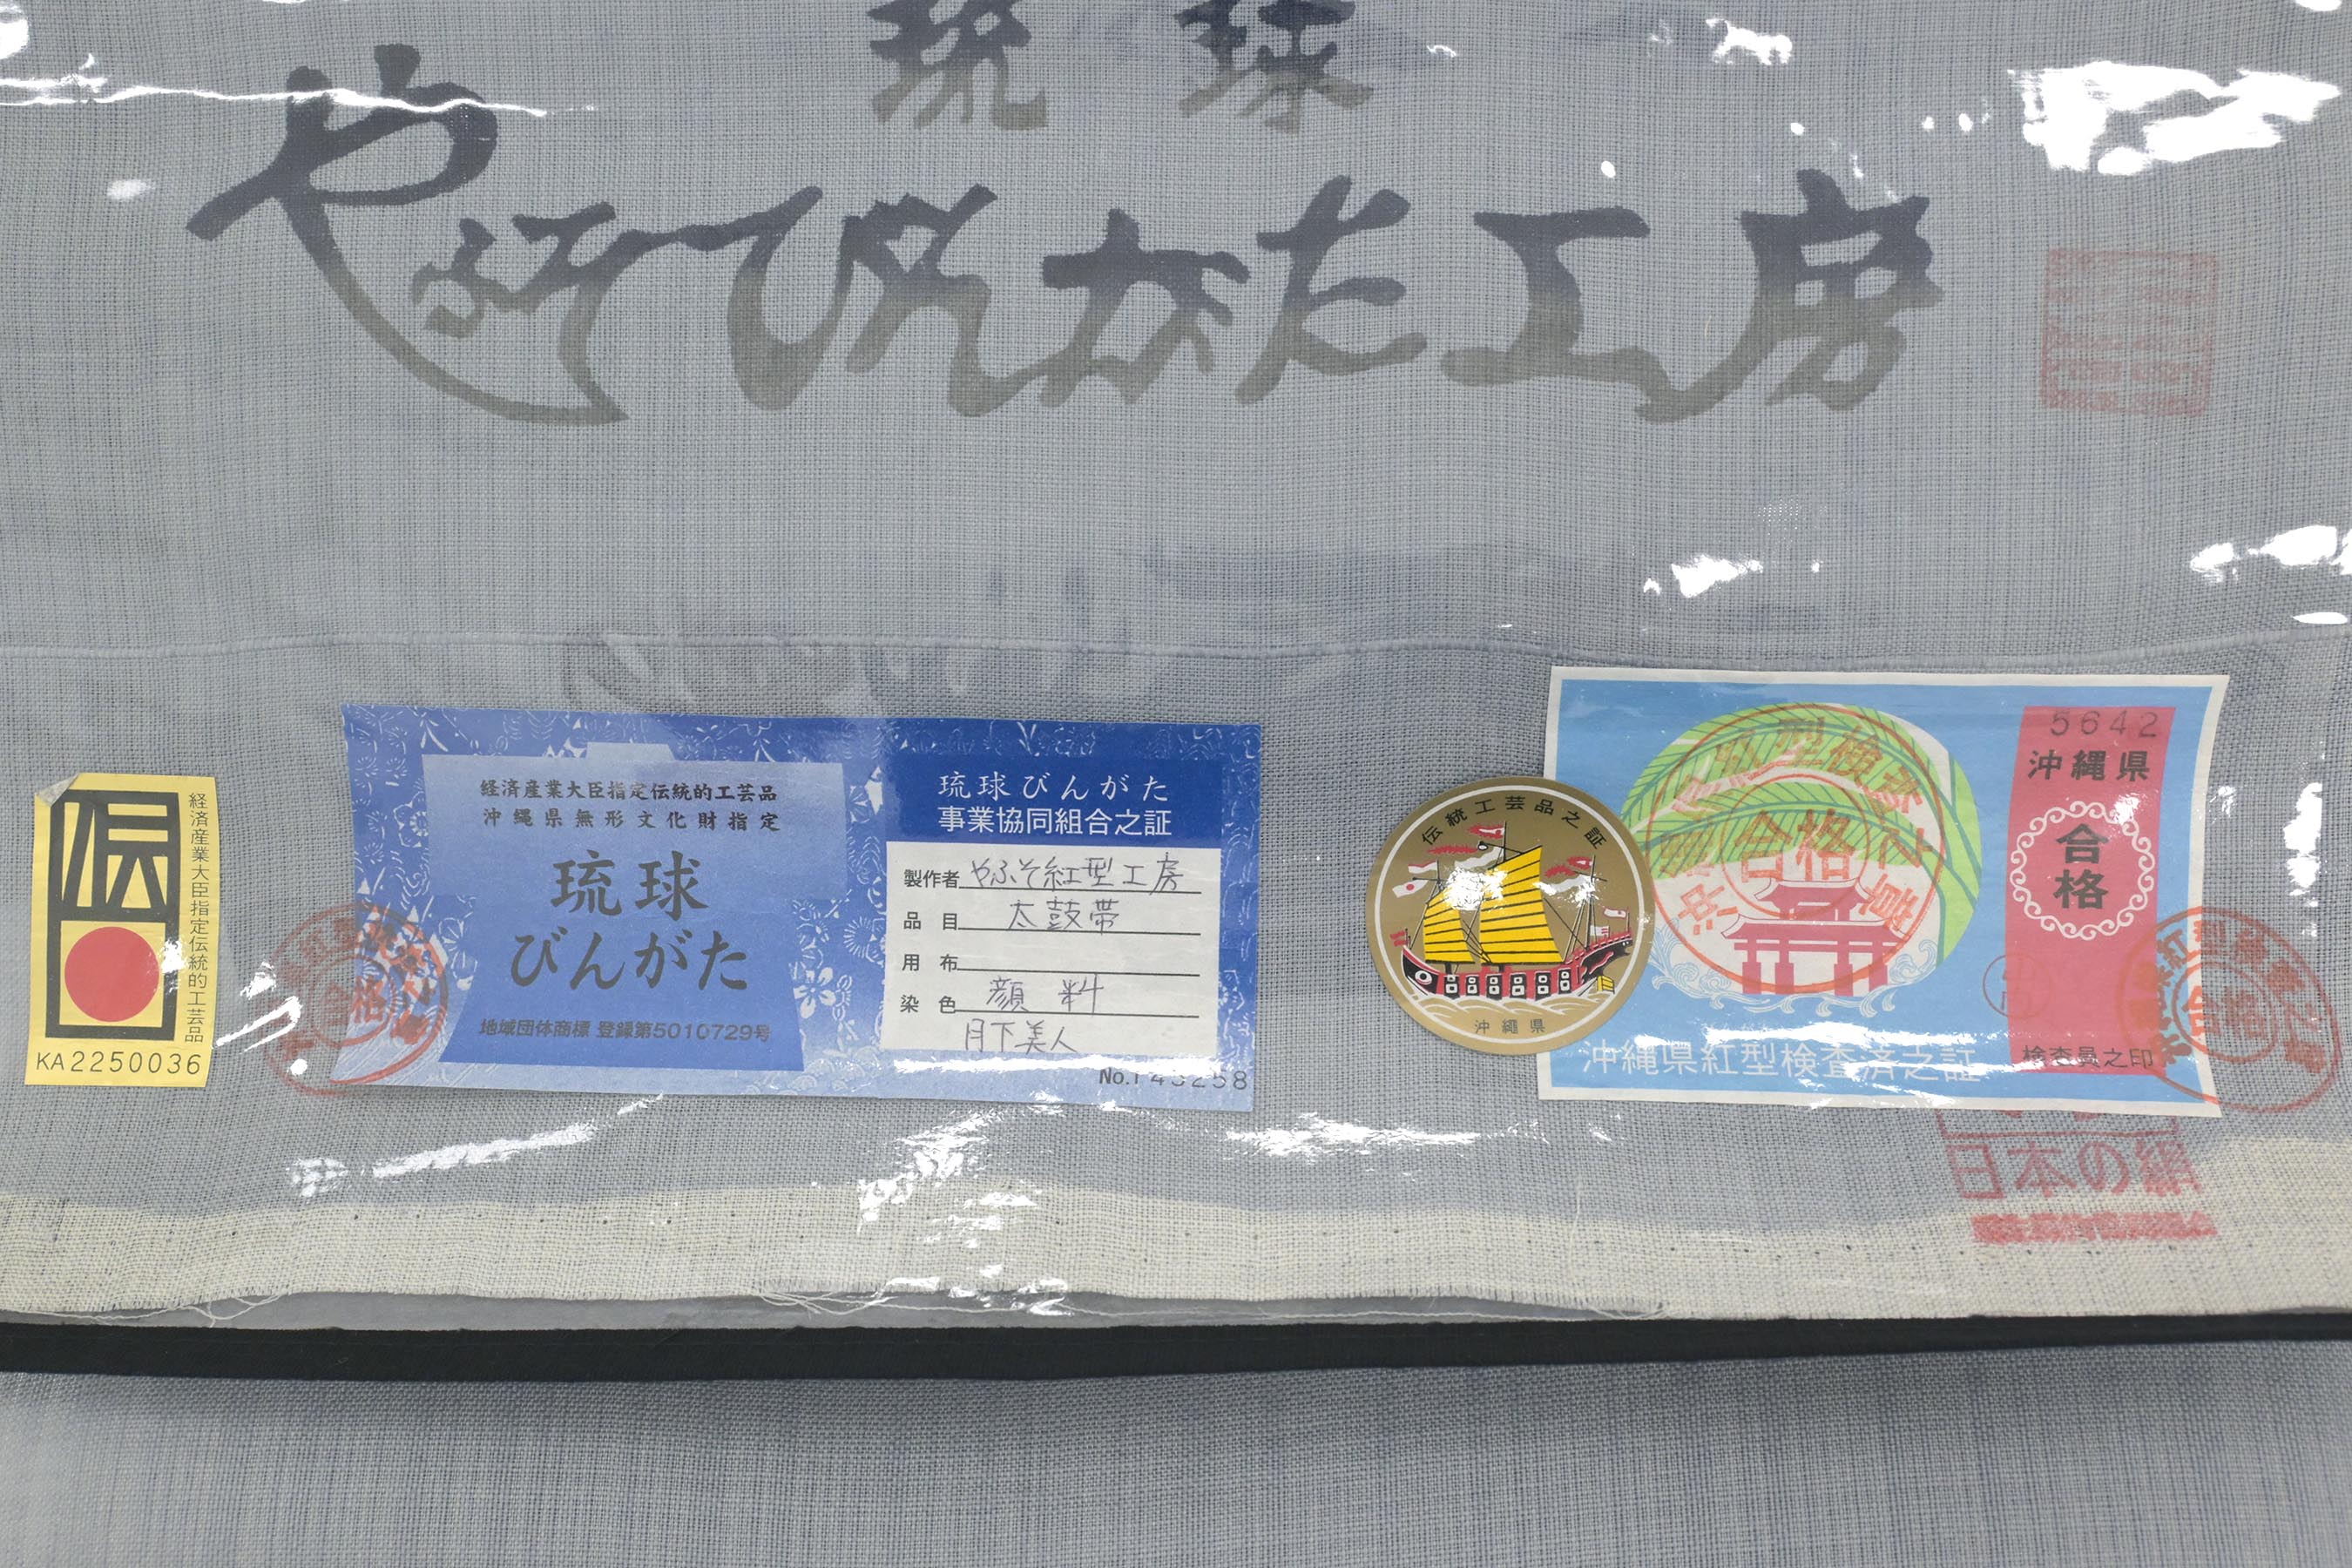 琉球
やふそびんがた工房
伝
経済産業大臣指定伝統的工芸品
KA2250036
経済産業大臣指定伝統的工芸品
沖縄県無形文化財指定
琉球
びんがた
地域団体商標 登録第5010729号
琉球びんがた
事業協同組合之証
製作者 やふそ紅型工房
品目 太鼓帯
用布
染色 顔料
月下美人
No.
伝統工芸品之証
沖縄県
合格
沖縄県紅型検査済之証
5642
沖縄県
合格
検査員之印
日本の絹